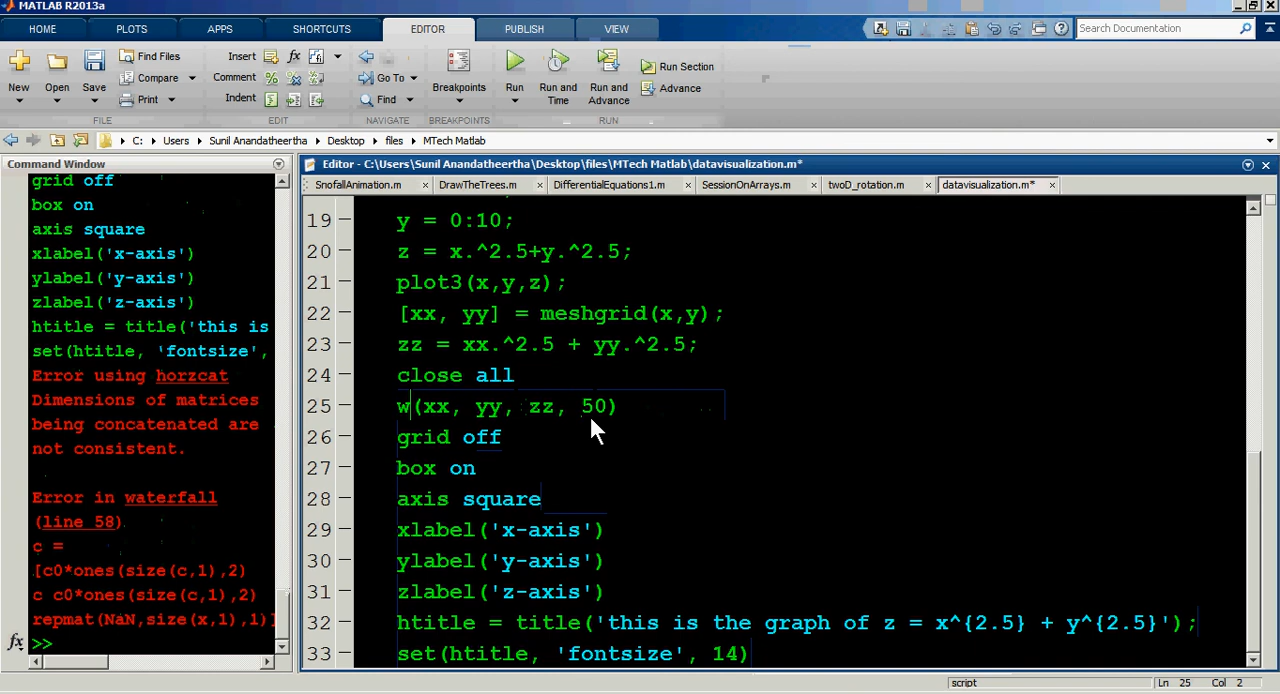 MATLAB R2013a
HOME PLOTS APPS SHORTCUTS EDITOR PUBLISH VIEW Search Documentation
New Open Save Find Files Compare Print Insert Comment Indent Go To Find Breakpoints Run Run and Time Run and Advance Run Section Advance
FILE EDIT NAVIGATE BREAKPOINTS RUN
C: Users Sunil Anandatheertha Desktop files MTech Matlab
Command Window
grid off
box on
axis square
xlabel('x-axis')
ylabel('y-axis')
zlabel('z-axis')
htitle = title('this is
set(htitle, 'fontsize',
Error using horzcat
Dimensions of matrices
being concatenated are
not consistent.
Error in waterfall
(line 58)
c =
[c0*ones(size(c,1),2)
c c0*ones(size(c,1),2)
repmat(NaN,size(x,1),1)]
fx >>
Editor - C:\Users\Sunil Anandatheertha\Desktop\files\MTech Matlab\datavisualization.m*
SnofallAnimation.m DrawTheTrees.m DifferentialEquations1.m SessionOnArrays.m twoD_rotation.m datavisualization.m*
19 y = 0:10;
20 z = x.^2.5+y.^2.5;
21 plot3(x,y,z);
22 [xx, yy] = meshgrid(x,y);
23 zz = xx.^2.5 + yy.^2.5;
24 close all
25 w(xx, yy, zz, 50)
26 grid off
27 box on
28 axis square
29 xlabel('x-axis')
30 ylabel('y-axis')
31 zlabel('z-axis')
32 htitle = title('this is the graph of z = x^{2.5} + y^{2.5}');
33 set(htitle, 'fontsize', 14)
script Ln 25 Col 2